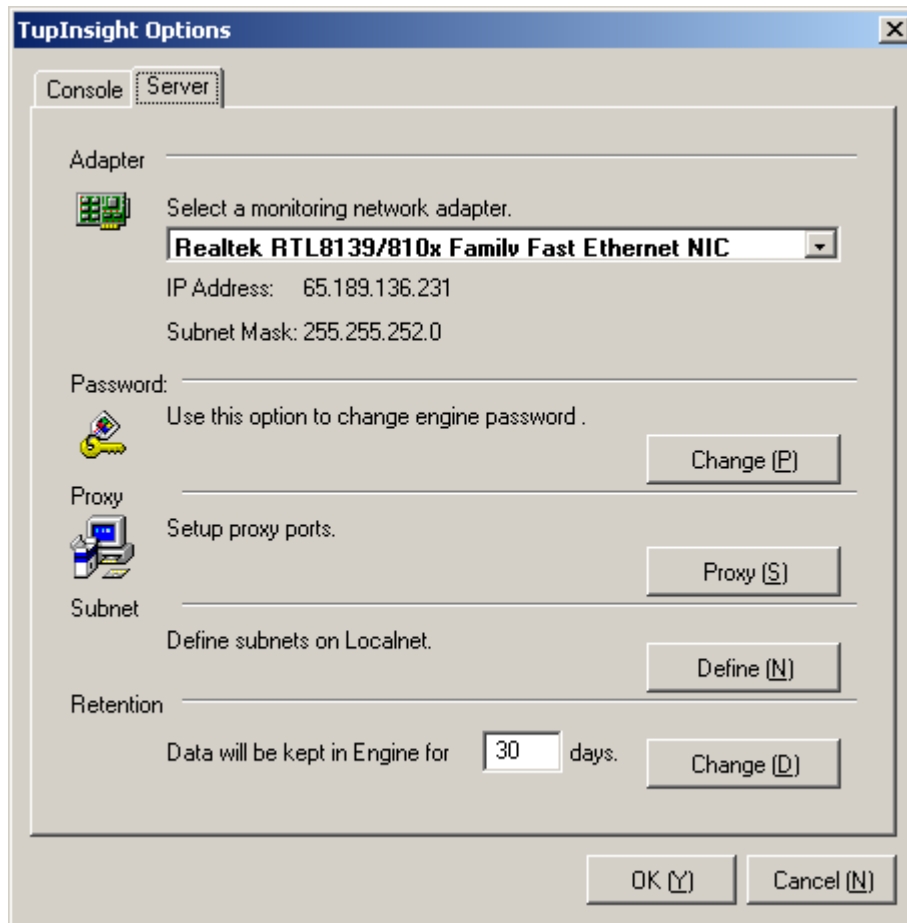 TupInsight Options
Console
Server
Adapter
Select a monitoring network adapter.
Realtek RTL8139/810x Family Fast Ethernet NIC
IP Address: 65.189.136.231
Subnet Mask: 255.255.252.0
Password:
Use this option to change engine password .
Change (P)
Proxy
Setup proxy ports.
Proxy (S)
Subnet
Define subnets on Localnet.
Define (N)
Retention
Data will be kept in Engine for 30 days.
Change (D)
OK (Y)
Cancel (N)